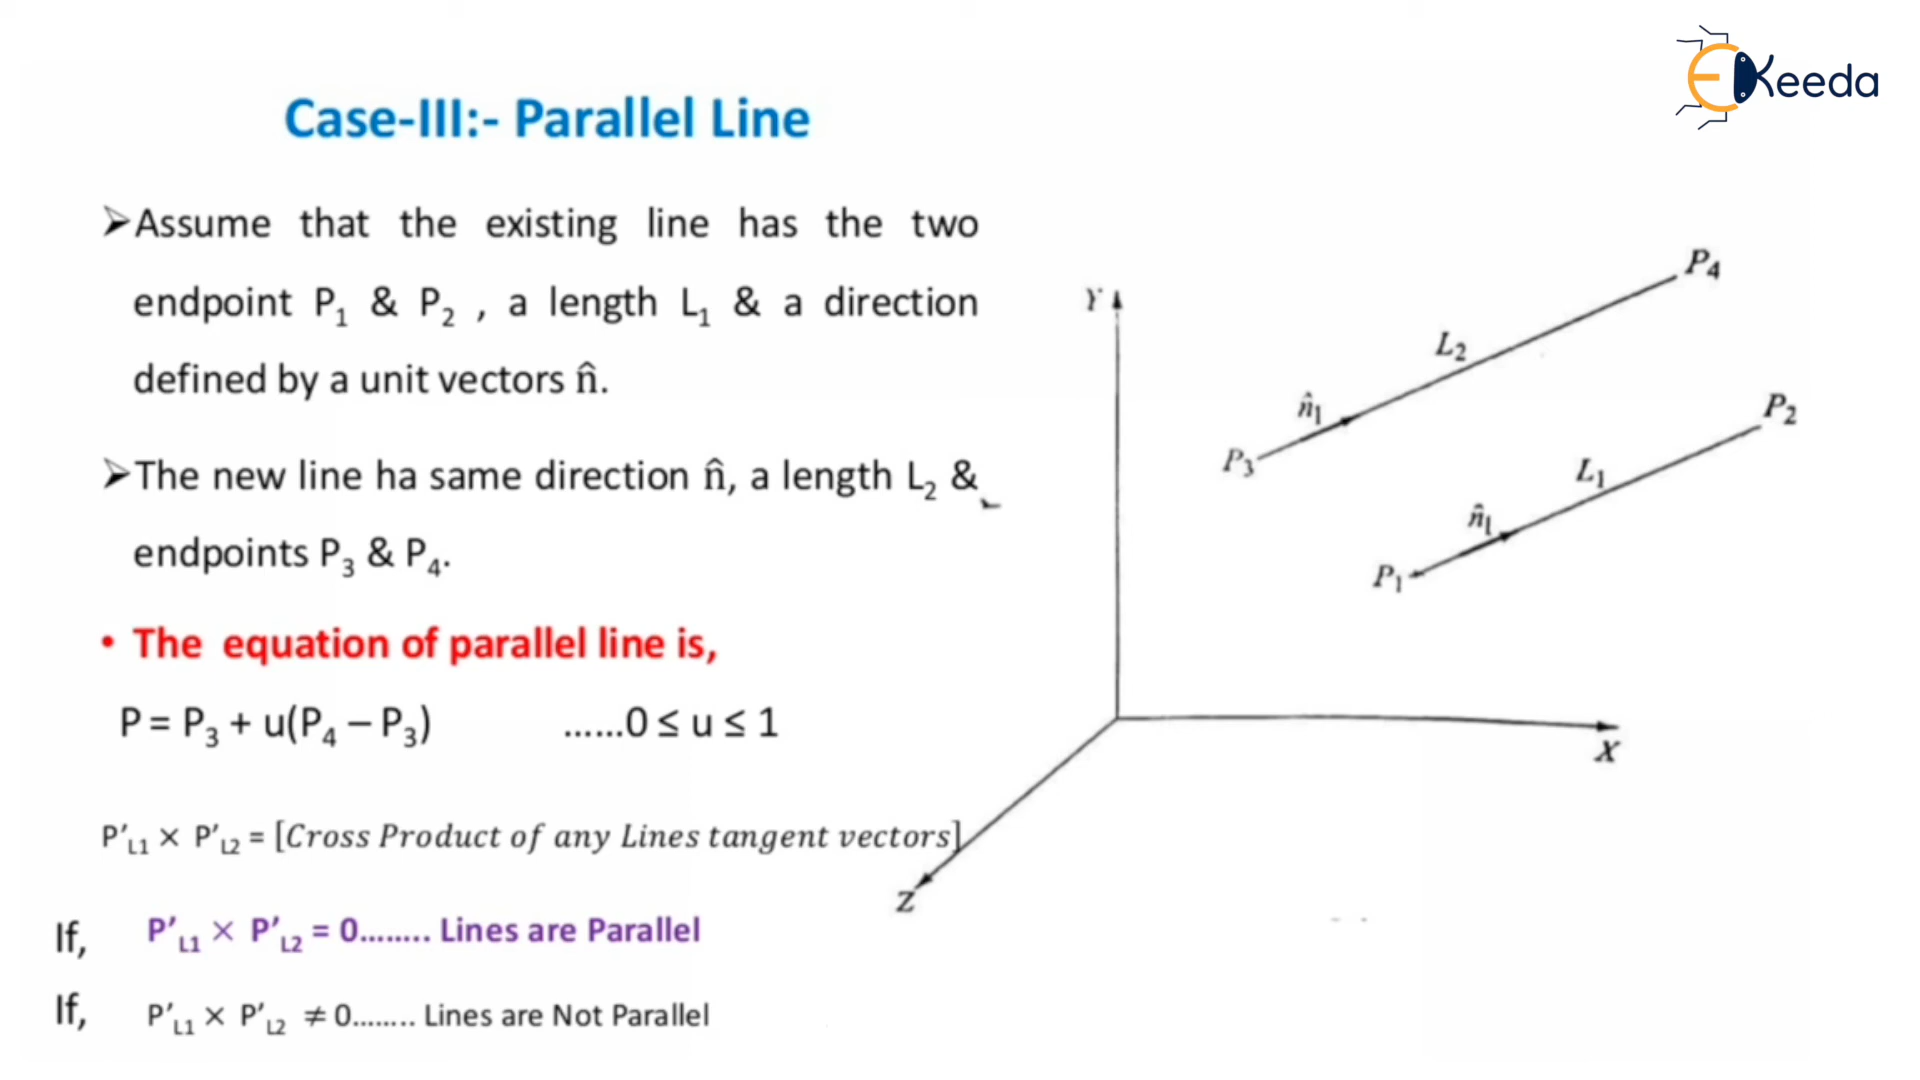 Keeda
Case-III:- Parallel Line
➢Assume that the existing line has the two
endpoint P₁ & P₂ , a length L₁ & a direction
defined by a unit vectors n̂.
➢The new line ha same direction n̂, a length L₂ &
endpoints P₃ & P₄.
• The equation of parallel line is,
P = P₃ + u(P₄ – P₃) ......0 ≤ u ≤ 1
P′L1 × P′L2 = [Cross Product of any Lines tangent vectors]
If, P′L1 × P′L2 = 0........ Lines are Parallel
If, P′L1 × P′L2 ≠ 0........ Lines are Not Parallel
Y
P₄
L₂
n̂₁
P₃
P₂
L₁
n̂₁
P₁
X
Z